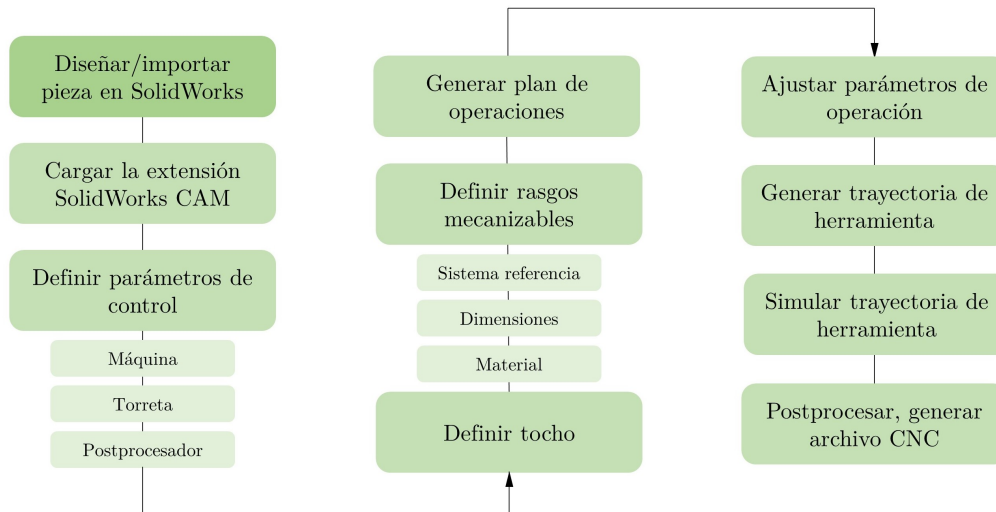 Diseñar/importar
pieza en SolidWorks
Cargar la extensión
SolidWorks CAM
Definir parámetros de
control
Máquina
Torreta
Postprocesador
Generar plan de
operaciones
Definir rasgos
mecanizables
Sistema referencia
Dimensiones
Material
Definir tocho
Ajustar parámetros de
operación
Generar trayectoria de
herramienta
Simular trayectoria de
herramienta
Postprocesar, generar
archivo CNC